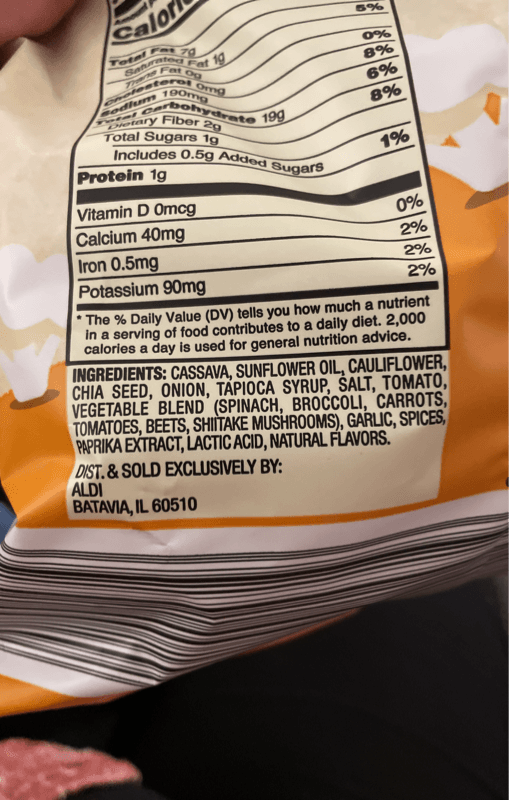 Calori
5%
Total Fat 7g
Saturated Fat 1g 0%
Trans Fat 0g
Cholesterol 0mg
Sodium 190mg 8%
Total Carbohydrate 19g 6%
Dietary Fiber 2g 8%
Total Sugars 1g
Includes 0.5g Added Sugars 1%
Protein 1g
Vitamin D 0mcg 0%
Calcium 40mg 2%
Iron 0.5mg 2%
Potassium 90mg 2%
* The % Daily Value (DV) tells you how much a nutrient
in a serving of food contributes to a daily diet. 2,000
calories a day is used for general nutrition advice.
INGREDIENTS: CASSAVA, SUNFLOWER OIL, CAULIFLOWER,
CHIA SEED, ONION, TAPIOCA SYRUP, SALT, TOMATO,
VEGETABLE BLEND (SPINACH, BROCCOLI, CARROTS,
TOMATOES, BEETS, SHIITAKE MUSHROOMS), GARLIC, SPICES,
PAPRIKA EXTRACT, LACTIC ACID, NATURAL FLAVORS.
DIST. & SOLD EXCLUSIVELY BY:
ALDI
BATAVIA, IL 60510